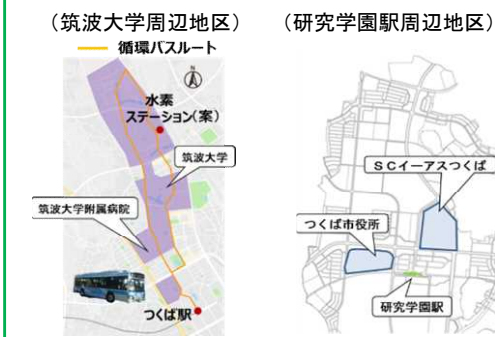 (筑波大学周辺地区)
循環バスルート
N
水素
ステーション(案)
筑波大学
筑波大学附属病院
つくば駅
(研究学園駅周辺地区)
SCイーアスつくば
つくば市役所
研究学園駅